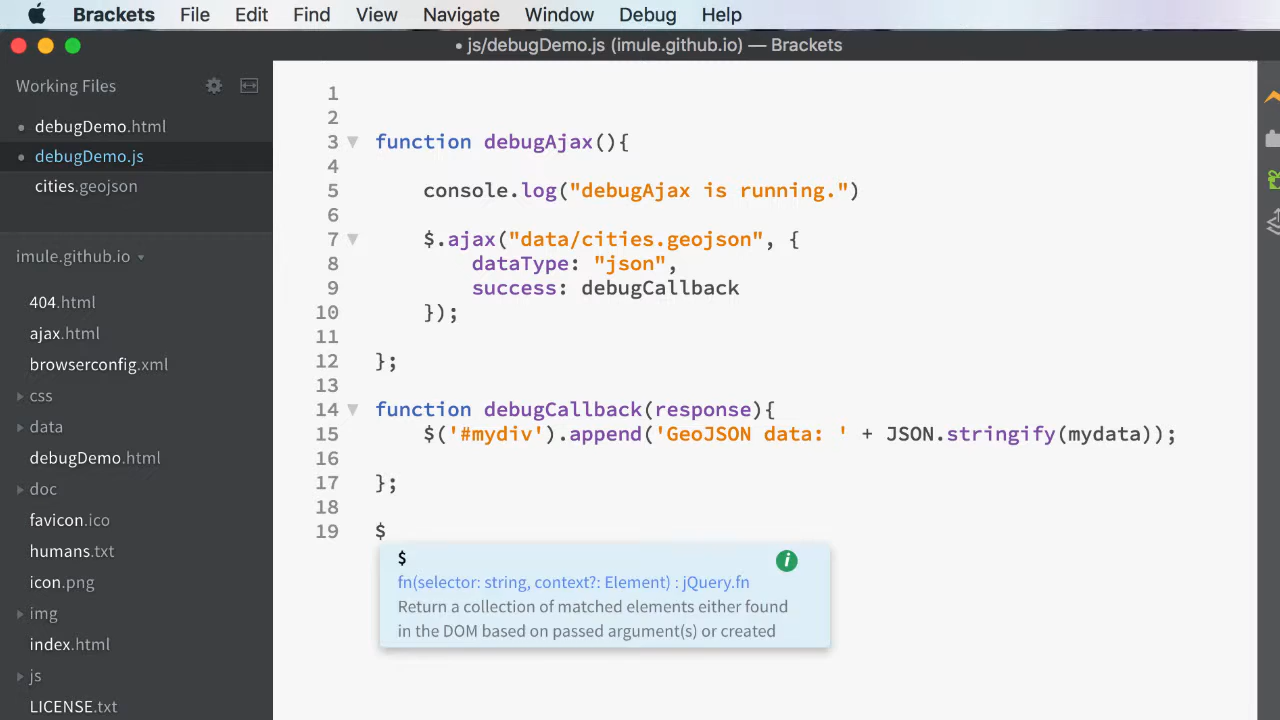 Brackets File Edit Find View Navigate Window Debug Help
• js/debugDemo.js (imule.github.io) — Brackets
Working Files
• debugDemo.html
• debugDemo.js
cities.geojson
imule.github.io
404.html
ajax.html
browserconfig.xml
css
data
debugDemo.html
doc
favicon.ico
humans.txt
icon.png
img
index.html
js
LICENSE.txt
1
2
3 function debugAjax(){
4
5 console.log("debugAjax is running.")
6
7 $.ajax("data/cities.geojson", {
8 dataType: "json",
9 success: debugCallback
10 });
11
12 };
13
14 function debugCallback(response){
15 $('#mydiv').append('GeoJSON data: ' + JSON.stringify(mydata));
16
17 };
18
19 $
$
fn(selector: string, context?: Element) : jQuery.fn
Return a collection of matched elements either found
in the DOM based on passed argument(s) or created